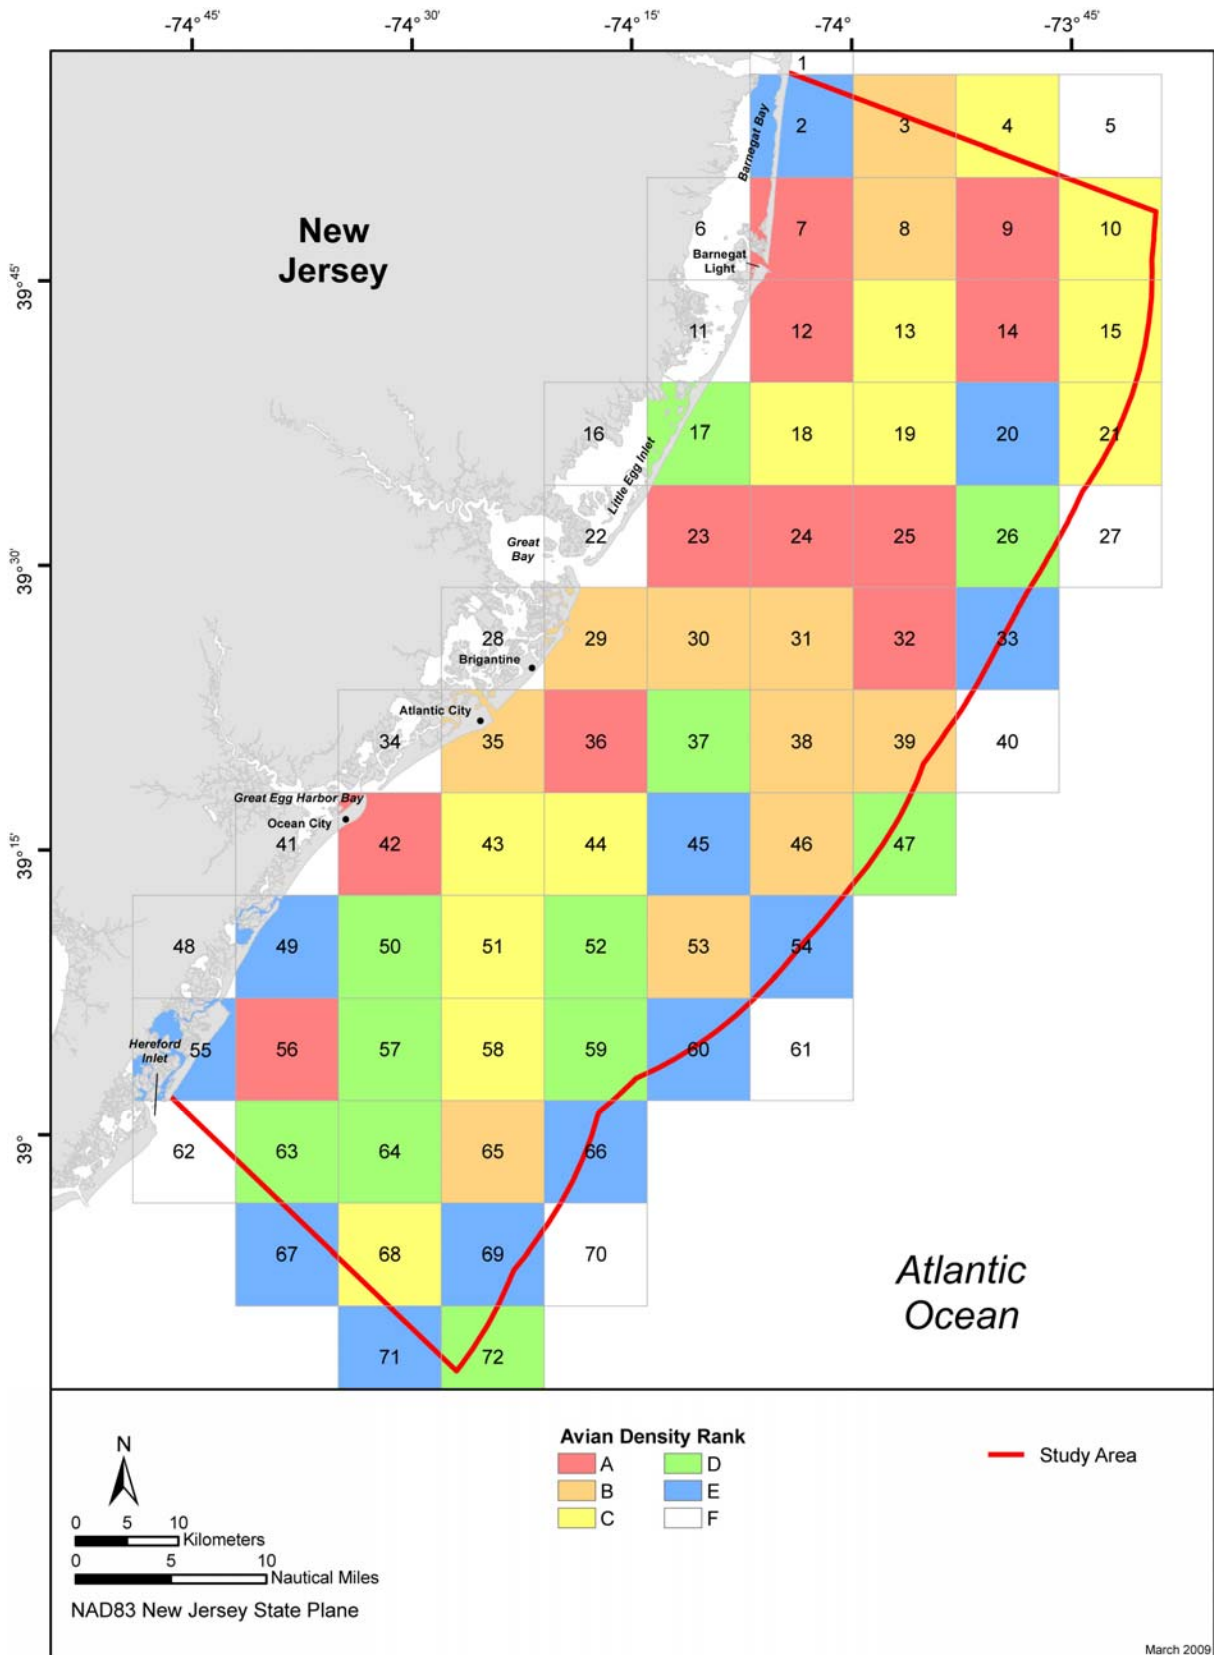 -74°45'
-74°30'
-74°15'
-74°
-73°45'
1
Barnegat Bay
2
3
4
5
New
Jersey
6
7
8
9
10
Barnegat
Light
39°45'
11
12
13
14
15
16
Little Egg Inlet
17
18
19
20
21
Great
Bay
22
23
24
25
26
27
39°30'
28
29
30
31
32
33
Brigantine
Atlantic City
34
35
36
37
38
39
40
Great Egg Harbor Bay
Ocean City
39°15'
41
42
43
44
45
46
47
48
49
50
51
52
53
54
Hereford
Inlet
55
56
57
58
59
60
61
39°
62
63
64
65
66
67
68
69
70
Atlantic
Ocean
71
72
N
0 5 10
Kilometers
0 5 10
Nautical Miles
NAD83 New Jersey State Plane
Avian Density Rank
A
B
C
D
E
F
Study Area
March 2009